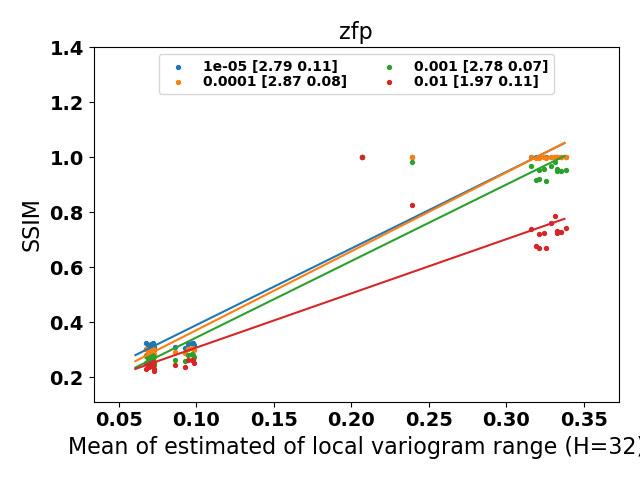 zfp
1e-05 [2.79 0.11]
0.0001 [2.87 0.08]
0.001 [2.78 0.07]
0.01 [1.97 0.11]
SSIM
1.4
1.2
1.0
0.8
0.6
0.4
0.2
0.05 0.10 0.15 0.20 0.25 0.30 0.35
Mean of estimated of local variogram range (H=32)